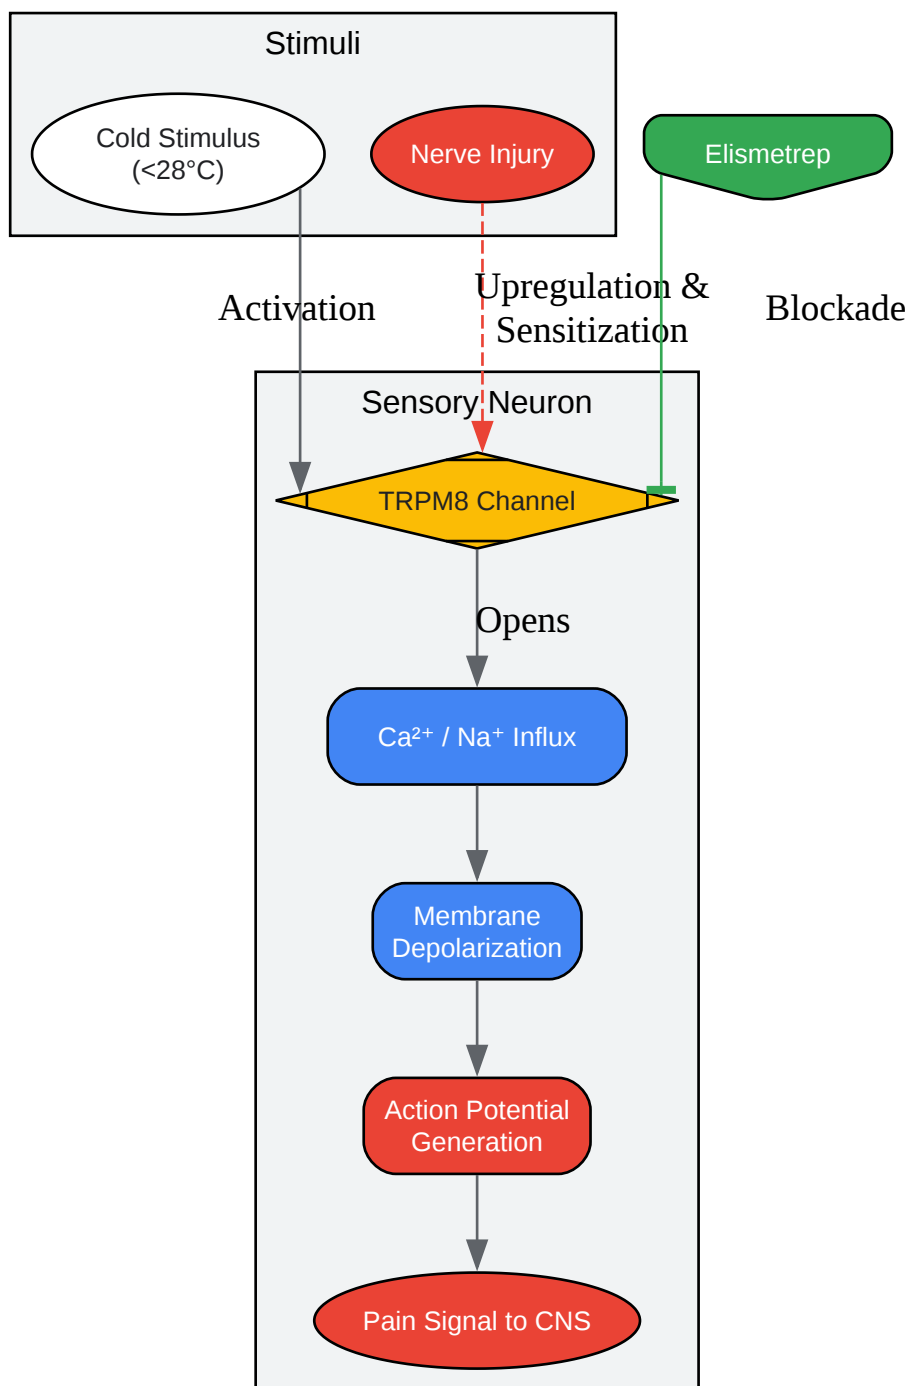 Stimuli
Cold Stimulus
(<28°C)
Nerve Injury
Elismetrep
Activation
Upregulation &
Sensitization
Blockade
Sensory Neuron
TRPM8 Channel
Opens
Ca²⁺ / Na⁺ Influx
Membrane
Depolarization
Action Potential
Generation
Pain Signal to CNS